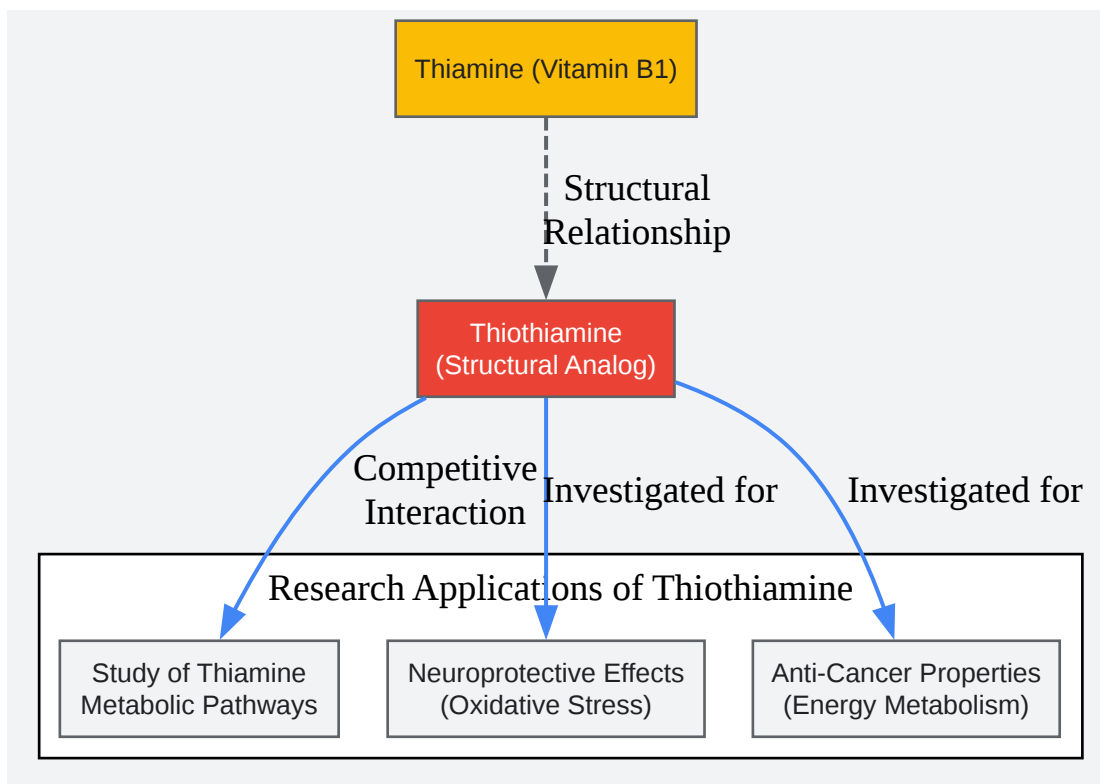 Thiamine (Vitamin B1)
Structural
Relationship
Thiothiamine
(Structural Analog)
Competitive
Interaction
Investigated for
Investigated for
Research Applications of Thiothiamine
Study of Thiamine
Metabolic Pathways
Neuroprotective Effects
(Oxidative Stress)
Anti-Cancer Properties
(Energy Metabolism)